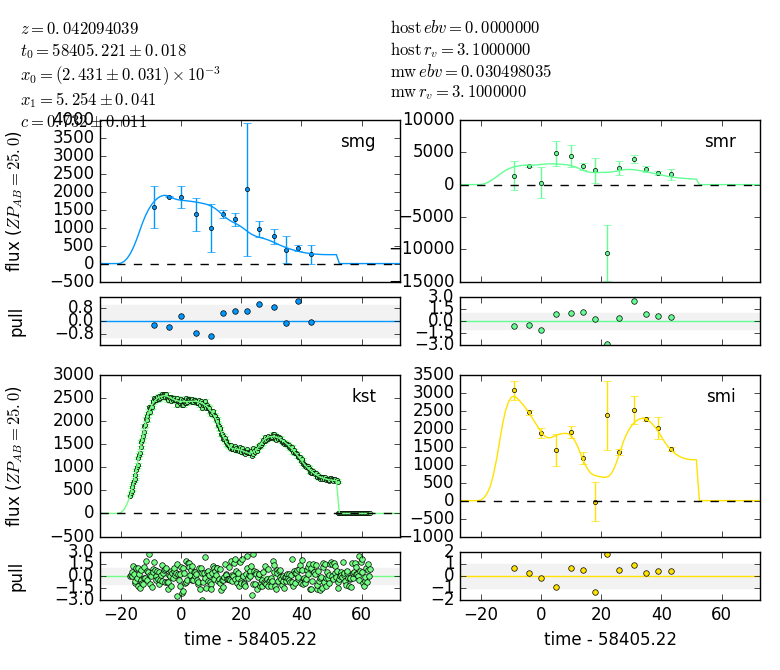 z = 0.042094039
t₀ = 58405.221 ± 0.018
x₀ = (2.431 ± 0.031) × 10⁻³
x₁ = 5.254 ± 0.041
c = 0.732 ± 0.011
host ebv = 0.0000000
host r_v = 3.1000000
mw ebv = 0.030498035
mw r_v = 3.1000000
flux (ZP_AB = 25.0)
4000
3500
3000
2500
2000
1500
1000
500
0
−500
smg
10000
5000
0
−5000
−10000
−15000
smr
pull
0.8
0.0
−0.8
3.0
1.5
0.0
−1.5
−3.0
flux (ZP_AB = 25.0)
3000
2500
2000
1500
1000
500
0
−500
kst
3500
3000
2500
2000
1500
1000
500
0
−500
−1000
smi
pull
3.0
1.5
0.0
−1.5
−3.0
2
1
0
−1
−2
−20 0 20 40 60
−20 0 20 40 60
time - 58405.22
time - 58405.22